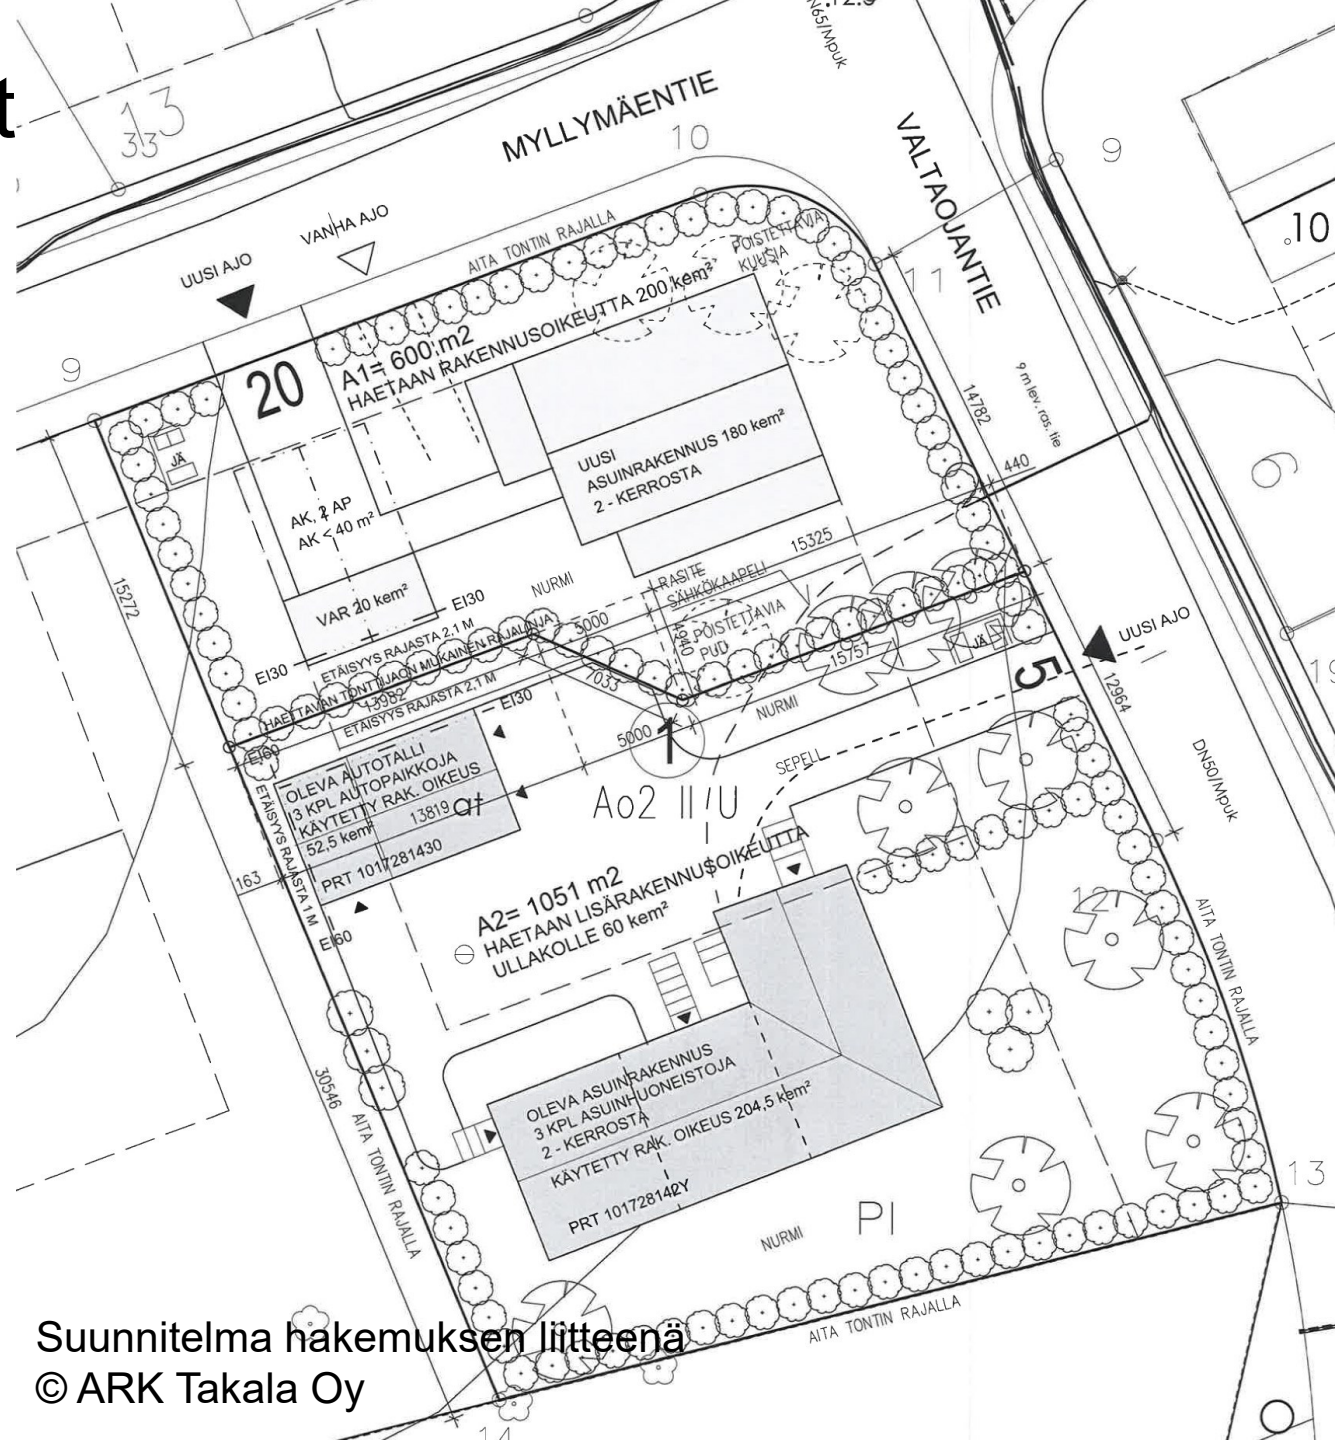 t
13
33
MYLLYMÄENTIE
10
VALTAOJANTIE
9
10
11
VANHA AJO
UUSI AJO
AITA TONTIN RAJALLA
POISTETTAVIA
KUUSIA
9
20
A1= 600 m2
HAETAAN RAKENNUSOIKEUTTA 200 kem²
14782
9 m lev. ras. tie
440
JÄ
UUSI
ASUINRAKENNUS 180 kem²
2 - KERROSTA
AK, 2 AP
AK < 40 m²
15325
VAR 20 kem²
EI30
NURMI
RASITE
SÄHKÖKAAPELI
15272
ETÄISYYS RAJASTA 2,1 M
HAETTAVAN TONTTIJAON MUKAINEN RAJALINJA
13982
ETÄISYYS RAJASTA 2,1 M
EI30
EI30
5000
7033
4940
POISTETTAVIA
15757
JÄ
UUSI AJO
5
12964
NURMI
5000
1
SEPELL
DN50/Mpuk
EI60
OLEVA AUTOTALLI
3 KPL AUTOPAIKKOJA
KÄYTETTY RAK. OIKEUS
52,5 kem²
13819
at
PRT 1017281430
ETÄISYYS RAJASTA 1 M
163
EI60
Ao2 II U
A2= 1051 m2
HAETAAN LISÄRAKENNUSOIKEUTTA
ULLAKOLLE 60 kem²
12
AITA TONTIN RAJALLA
OLEVA ASUINRAKENNUS
3 KPL ASUINHUONEISTOJA
2 - KERROSTA
KÄYTETTY RAK. OIKEUS 204,5 kem²
30546
AITA TONTIN RAJALLA
NURMI
PI
13
AITA TONTIN RAJALLA
Suunnitelma hakemuksen liitteenä
© ARK Takala Oy
14